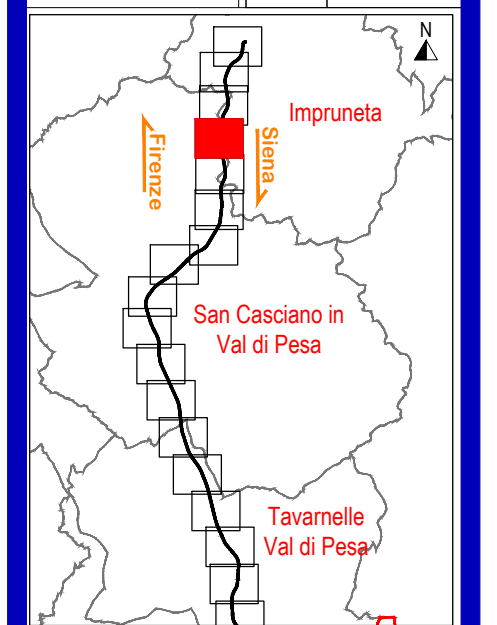 N
Impruneta
Firenze
Siena
San Casciano in
Val di Pesa
Tavarnelle
Val di Pesa